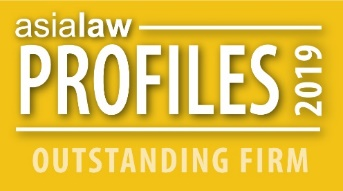 asialaw
PROFILES
2019
OUTSTANDING FIRM